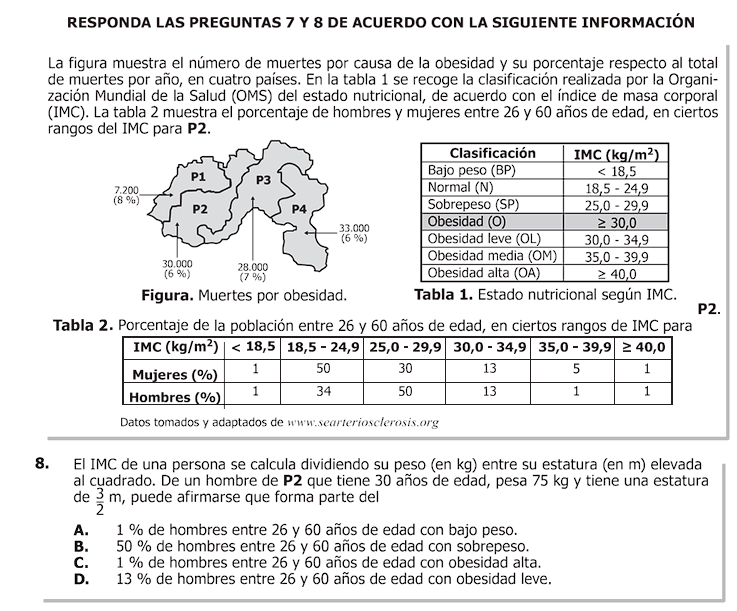 RESPONDA LAS PREGUNTAS 7 Y 8 DE ACUERDO CON LA SIGUIENTE INFORMACIÓN
La figura muestra el número de muertes por causa de la obesidad y su porcentaje respecto al total
de muertes por año, en cuatro países. En la tabla 1 se recoge la clasificación realizada por la Organi-
zación Mundial de la Salud (OMS) del estado nutricional, de acuerdo con el índice de masa corporal
(IMC). La tabla 2 muestra el porcentaje de hombres y mujeres entre 26 y 60 años de edad, en ciertos
rangos del IMC para P2.
P1
P3
7.200
(8 %)
P2
P4
33.000
(6 %)
30.000
(6 %)
28.000
(7 %)
Figura. Muertes por obesidad.
Clasificación IMC (kg/m²)
Bajo peso (BP) < 18,5
Normal (N) 18,5 - 24,9
Sobrepeso (SP) 25,0 - 29,9
Obesidad (O) ≥ 30,0
Obesidad leve (OL) 30,0 - 34,9
Obesidad media (OM) 35,0 - 39,9
Obesidad alta (OA) ≥ 40,0
Tabla 1. Estado nutricional según IMC.
P2.
Tabla 2. Porcentaje de la población entre 26 y 60 años de edad, en ciertos rangos de IMC para
IMC (kg/m²) < 18,5 18,5 - 24,9 25,0 - 29,9 30,0 - 34,9 35,0 - 39,9 ≥ 40,0
Mujeres (%) 1 50 30 13 5 1
Hombres (%) 1 34 50 13 1 1
Datos tomados y adaptados de www.searteriosclerosis.org
8. El IMC de una persona se calcula dividiendo su peso (en kg) entre su estatura (en m) elevada
al cuadrado. De un hombre de P2 que tiene 30 años de edad, pesa 75 kg y tiene una estatura
de 3/2 m, puede afirmarse que forma parte del
A. 1 % de hombres entre 26 y 60 años de edad con bajo peso.
B. 50 % de hombres entre 26 y 60 años de edad con sobrepeso.
C. 1 % de hombres entre 26 y 60 años de edad con obesidad alta.
D. 13 % de hombres entre 26 y 60 años de edad con obesidad leve.